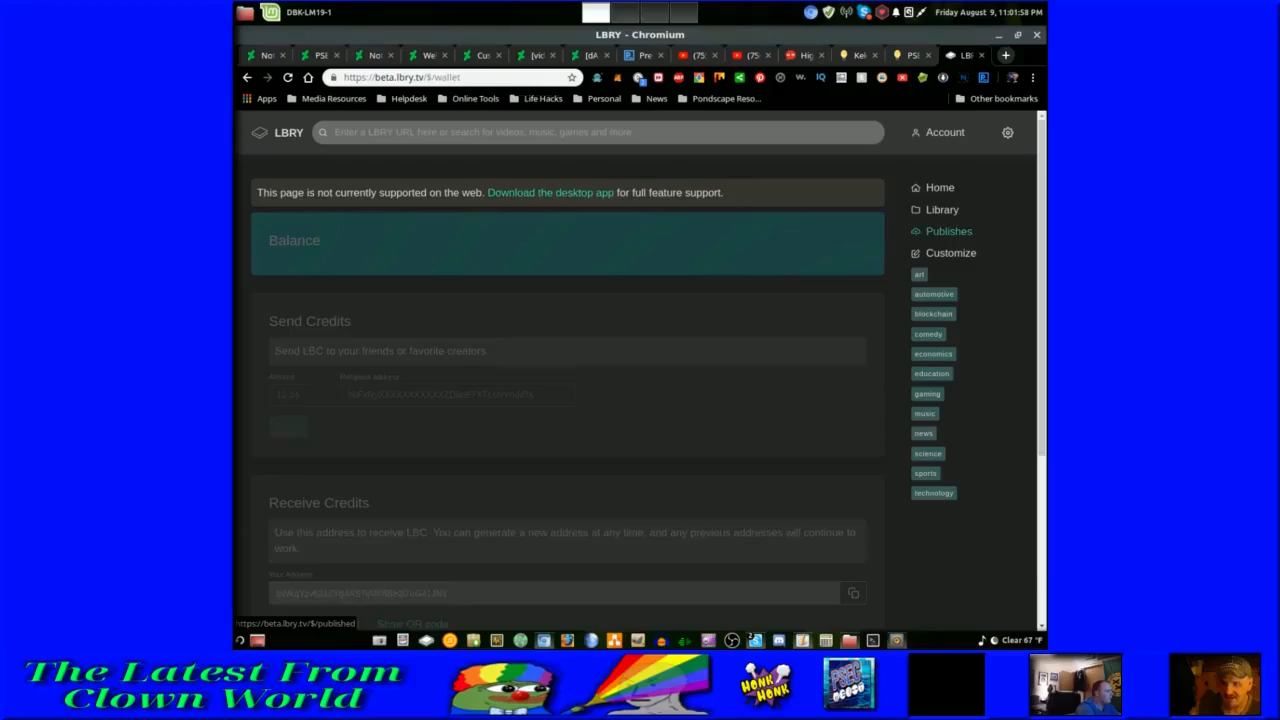 DBK-LM19-1
Friday August 9, 11:01:58 PM
LBRY - Chromium
https://beta.lbry.tv/$/wallet
Apps
Media Resources
Helpdesk
Online Tools
Life Hacks
Personal
News
Pondscape Reso...
Other bookmarks
LBRY
Enter a LBRY URL here or search for videos, music, games and more
Account
This page is not currently supported on the web. Download the desktop app for full feature support.
Home
Library
Publishes
Customize
art
automotive
blockchain
comedy
economics
education
gaming
music
news
science
sports
technology
Balance
Send Credits
Send LBC to your friends or favorite creators.
Amount
Recipient address
Receive Credits
Use this address to receive LBC. You can generate a new address at any time, and any previous addresses will continue to
work.
Your Address
Show QR code
https://beta.lbry.tv/$/published
Clear 67 °F
The Latest From
Clown World
HONK
HONK
PSEC